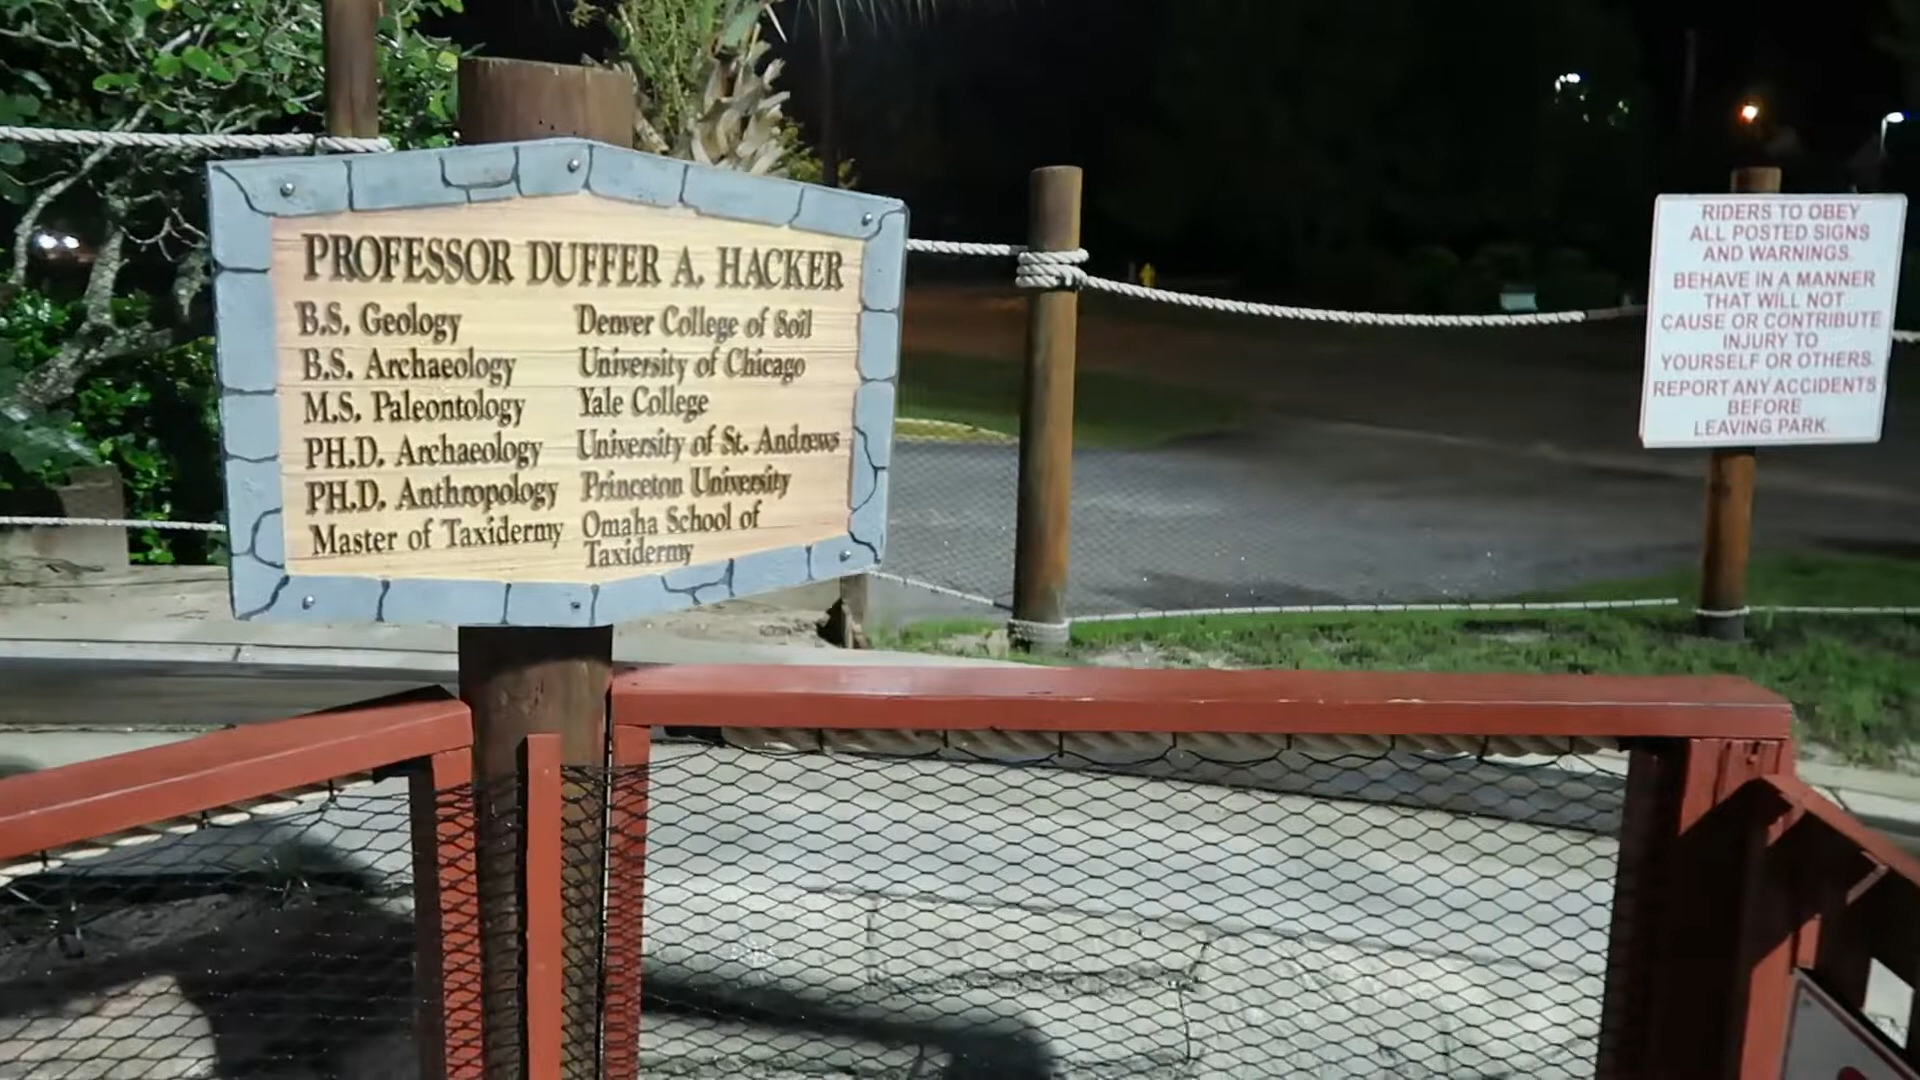 PROFESSOR DUFFER A. HACKER
B.S. Geology Denver College of Soil
B.S. Archaeology University of Chicago
M.S. Paleontology Yale College
PH.D. Archaeology University of St. Andrews
PH.D. Anthropology Princeton University
Master of Taxidermy Omaha School of
Taxidermy
RIDERS TO OBEY
ALL POSTED SIGNS
AND WARNINGS.
BEHAVE IN A MANNER
THAT WILL NOT
CAUSE OR CONTRIBUTE
INJURY TO
YOURSELF OR OTHERS.
REPORT ANY ACCIDENTS
BEFORE
LEAVING PARK.